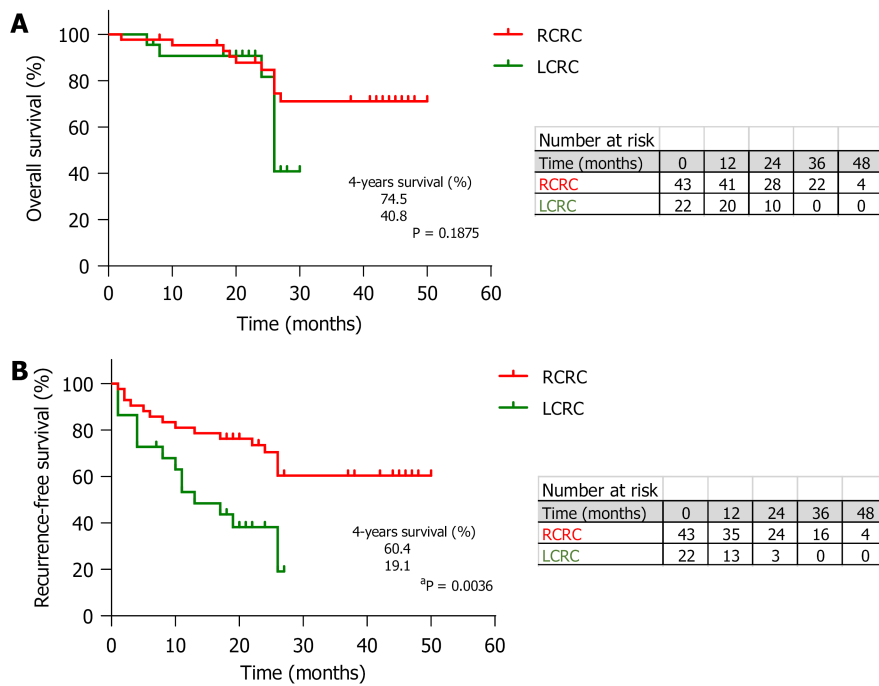 A
Overall survival (%)
100
80
60
40
20
0
0 10 20 30 40 50 60
Time (months)
4-years survival (%)
74.5
40.8
P = 0.1875
RCRC
LCRC
Number at risk
Time (months) 0 12 24 36 48
RCRC 43 41 28 22 4
LCRC 22 20 10 0 0
B
Recurrence-free survival (%)
100
80
60
40
20
0
0 10 20 30 40 50 60
Time (months)
4-years survival (%)
60.4
19.1
aP = 0.0036
RCRC
LCRC
Number at risk
Time (months) 0 12 24 36 48
RCRC 43 35 24 16 4
LCRC 22 13 3 0 0